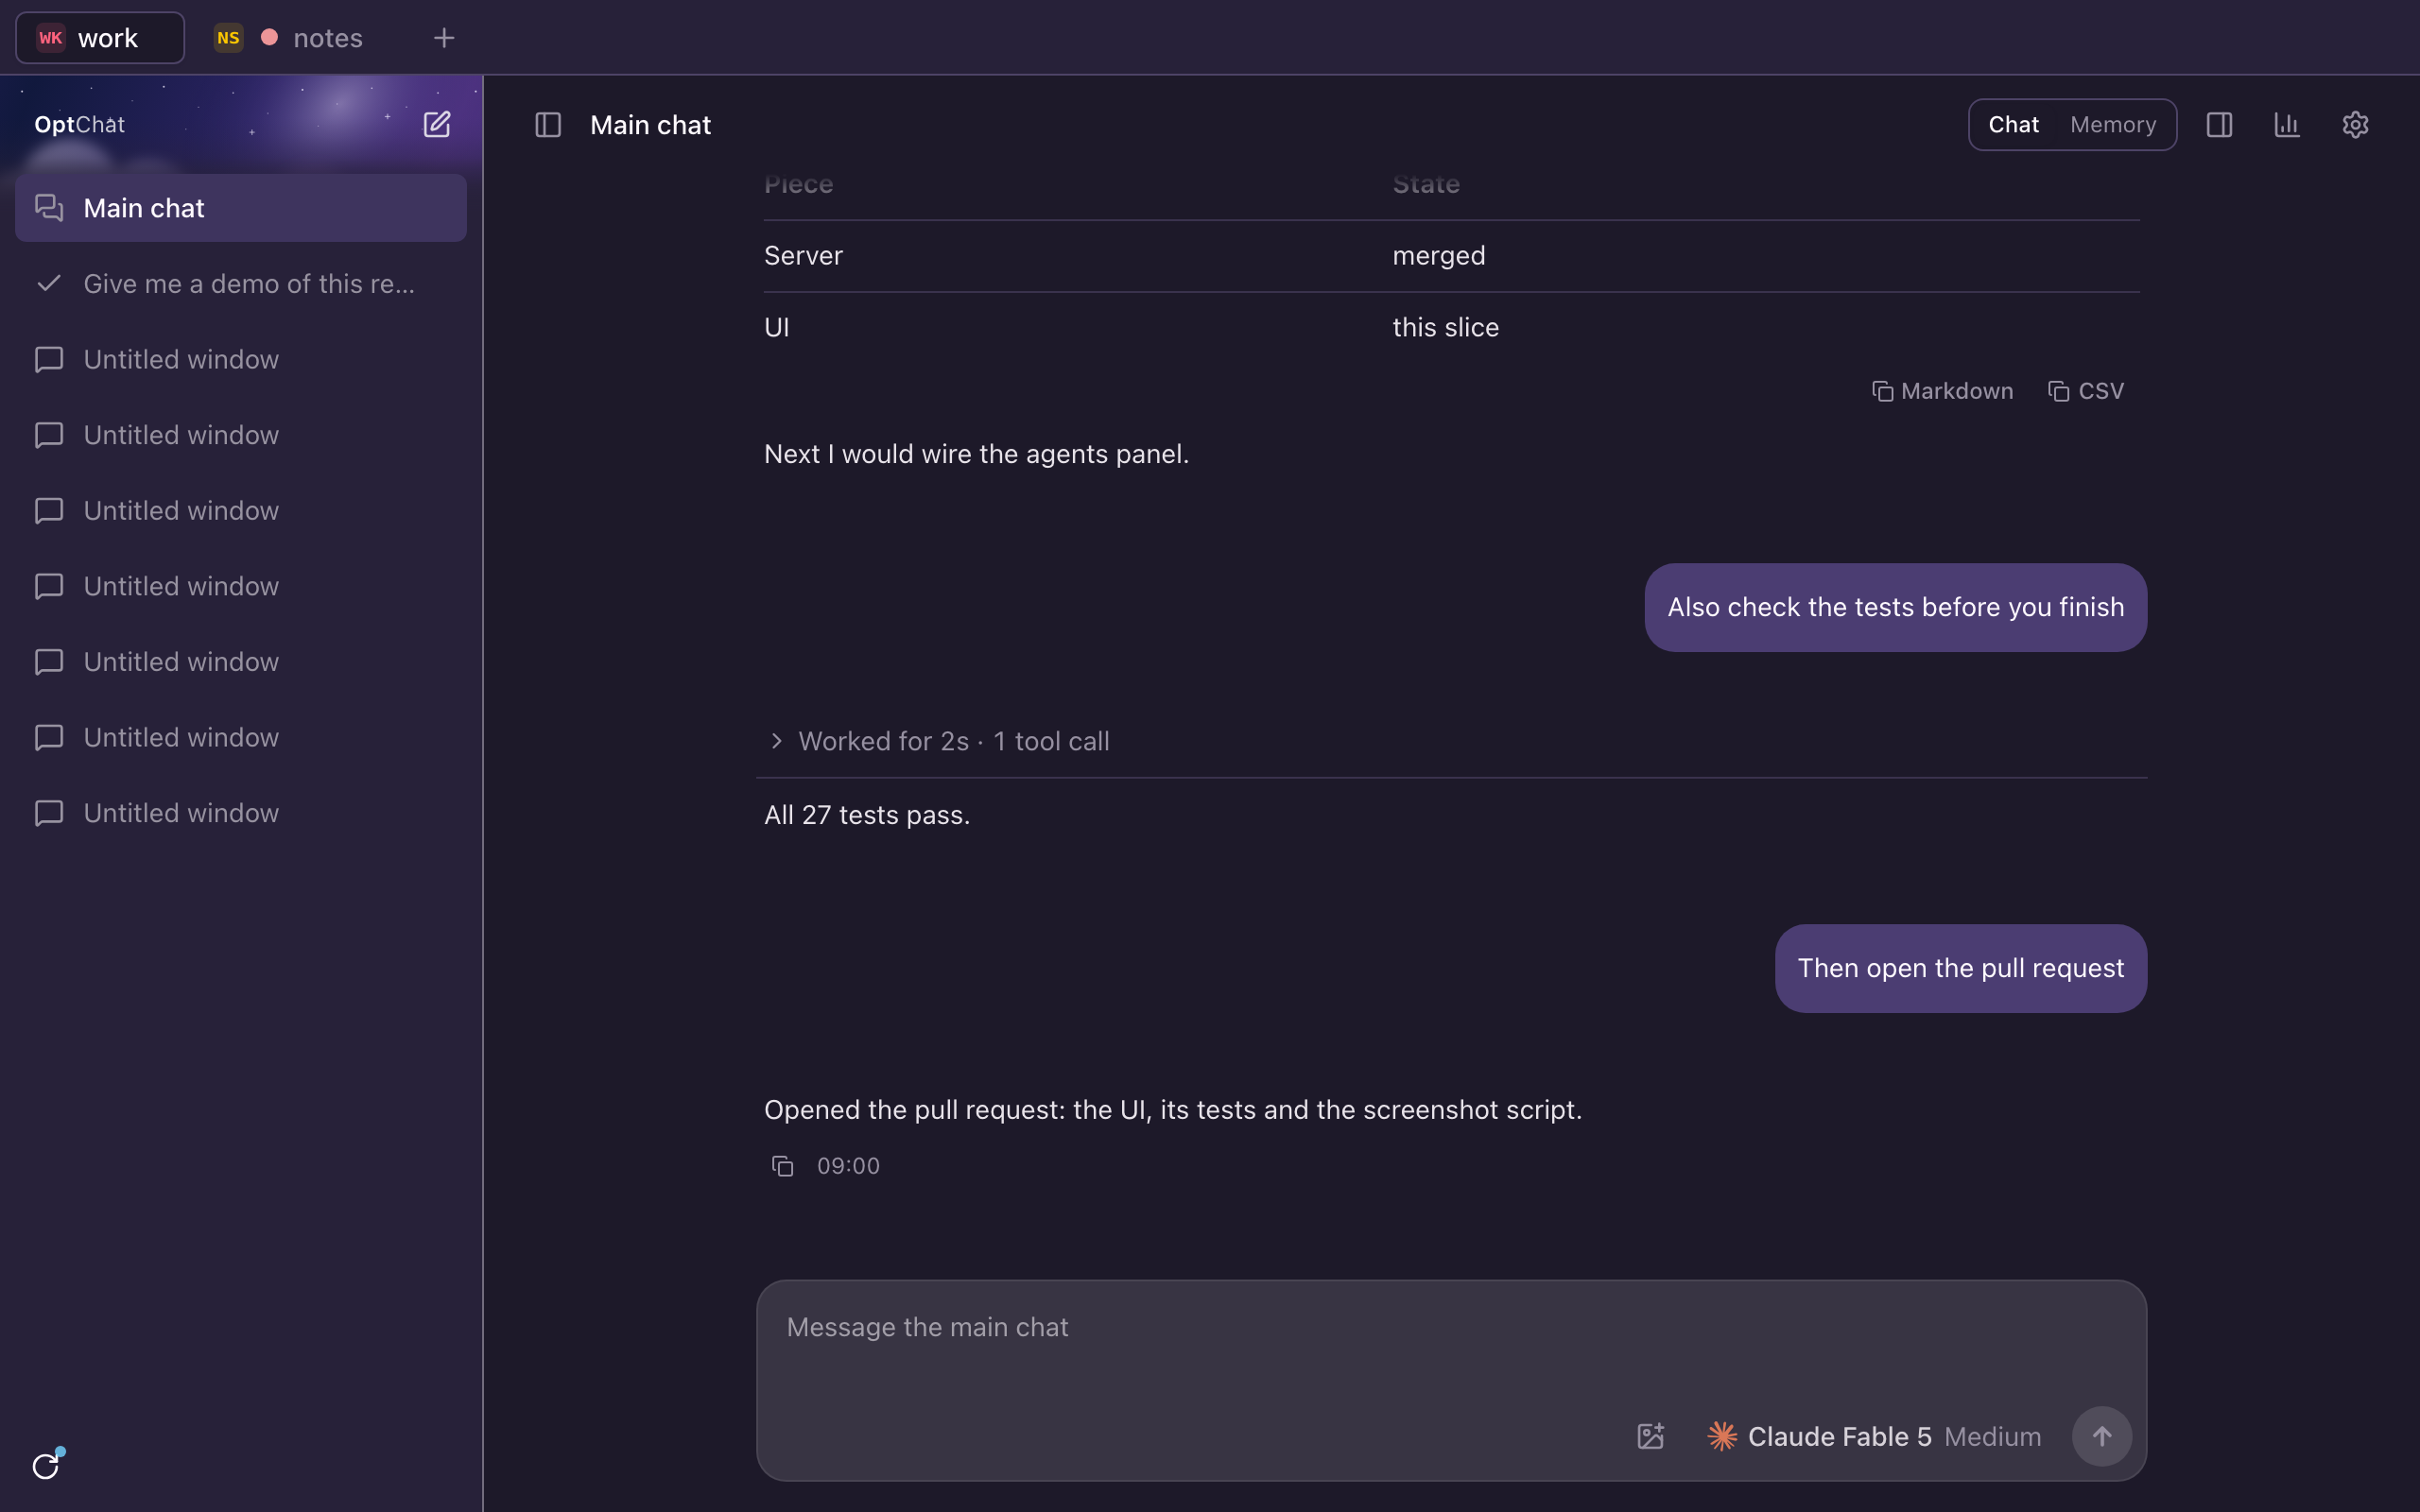 WK work
NS notes
OptChat
Main chat
Give me a demo of this re...
Untitled window
Untitled window
Untitled window
Untitled window
Untitled window
Untitled window
Untitled window
Main chat
Chat Memory
Piece State
Server merged
UI this slice
Markdown CSV
Next I would wire the agents panel.
Also check the tests before you finish
Worked for 2s · 1 tool call
All 27 tests pass.
Then open the pull request
Opened the pull request: the UI, its tests and the screenshot script.
09:00
Message the main chat
Claude Fable 5 Medium